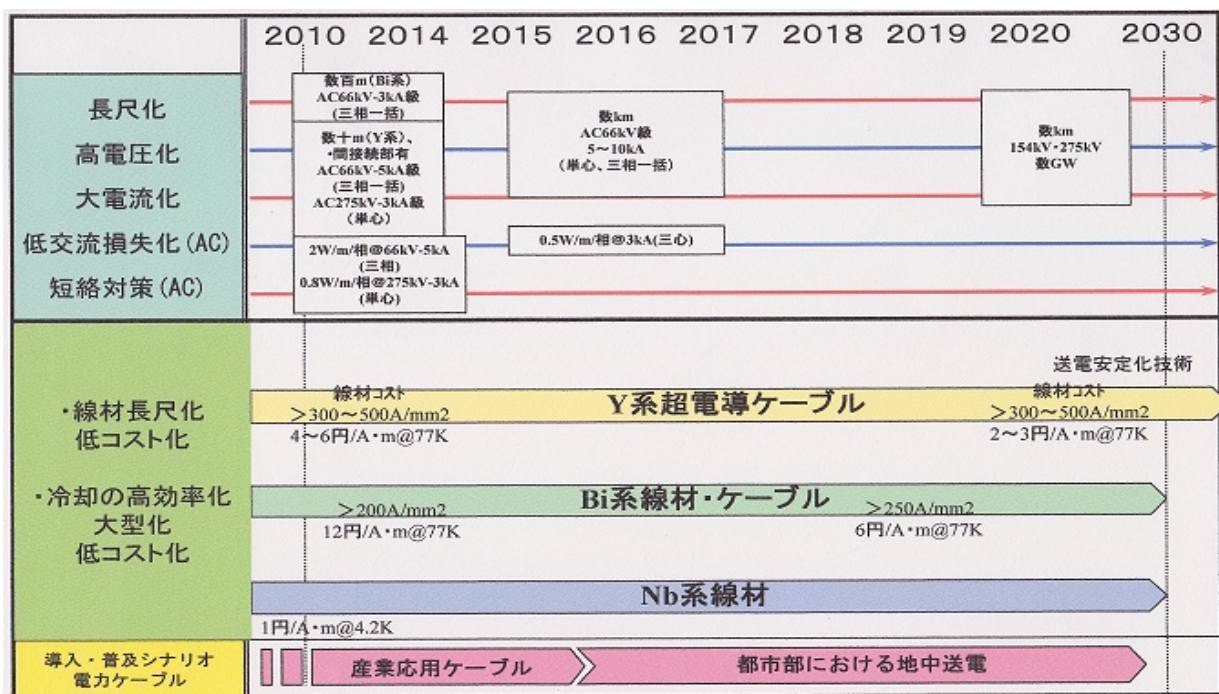 2010 2014 2015 2016 2017 2018 2019 2020 2030
長尺化
高電圧化
大電流化
低交流損失化(AC)
短絡対策(AC)
数百m(Bi系)
AC66kV-3kA級
(三相一括)
数十m(Y系)、
・間接続部有
AC66kV-5kA級
(三相一括)
AC275kV-3kA級
(単心)
2W/m/相@66kV-5kA
(三相)
0.8W/m/相@275kV-3kA
(単心)
数km
AC66kV級
5～10kA
(単心、三相一括)
0.5W/m/相@3kA(三心)
数km
154kV・275kV
数GW
・線材長尺化
低コスト化
・冷却の高効率化
大型化
低コスト化
送電安定化技術
線材コスト
＞300～500A/mm2
4～6円/A・m@77K
Y系超電導ケーブル
線材コスト
＞300～500A/mm2
2～3円/A・m@77K
Bi系線材・ケーブル
＞200A/mm2
12円/A・m@77K
＞250A/mm2
6円/A・m@77K
Nb系線材
1円/A・m@4.2K
導入・普及シナリオ
電力ケーブル
産業応用ケーブル
都市部における地中送電